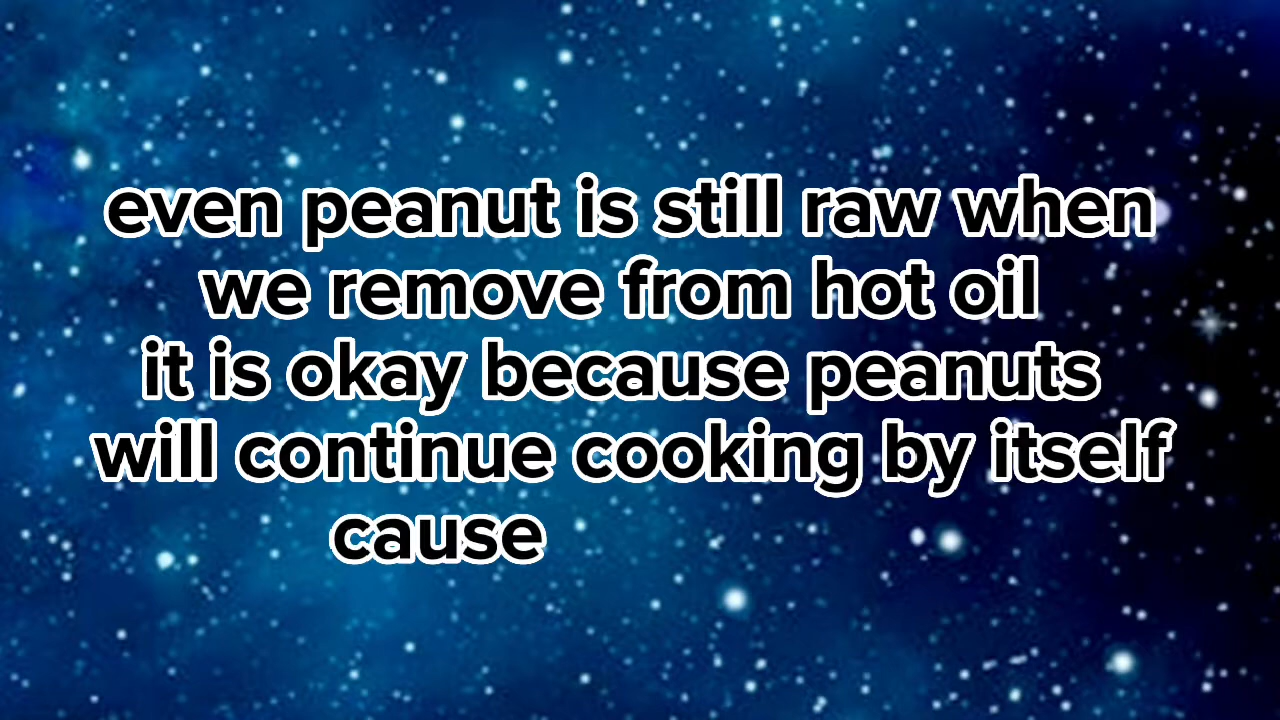 even peanut is still raw when
we remove from hot oil
it is okay because peanuts
will continue cooking by itself
cause